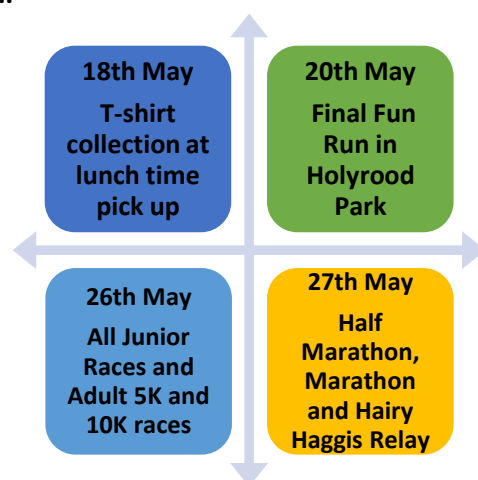 18th May
T-shirt
collection at
lunch time
pick up
20th May
Final Fun
Run in
Holyrood
Park
26th May
All Junior
Races and
Adult 5K and
10K races
27th May
Half
Marathon,
Marathon
and Hairy
Haggis Relay